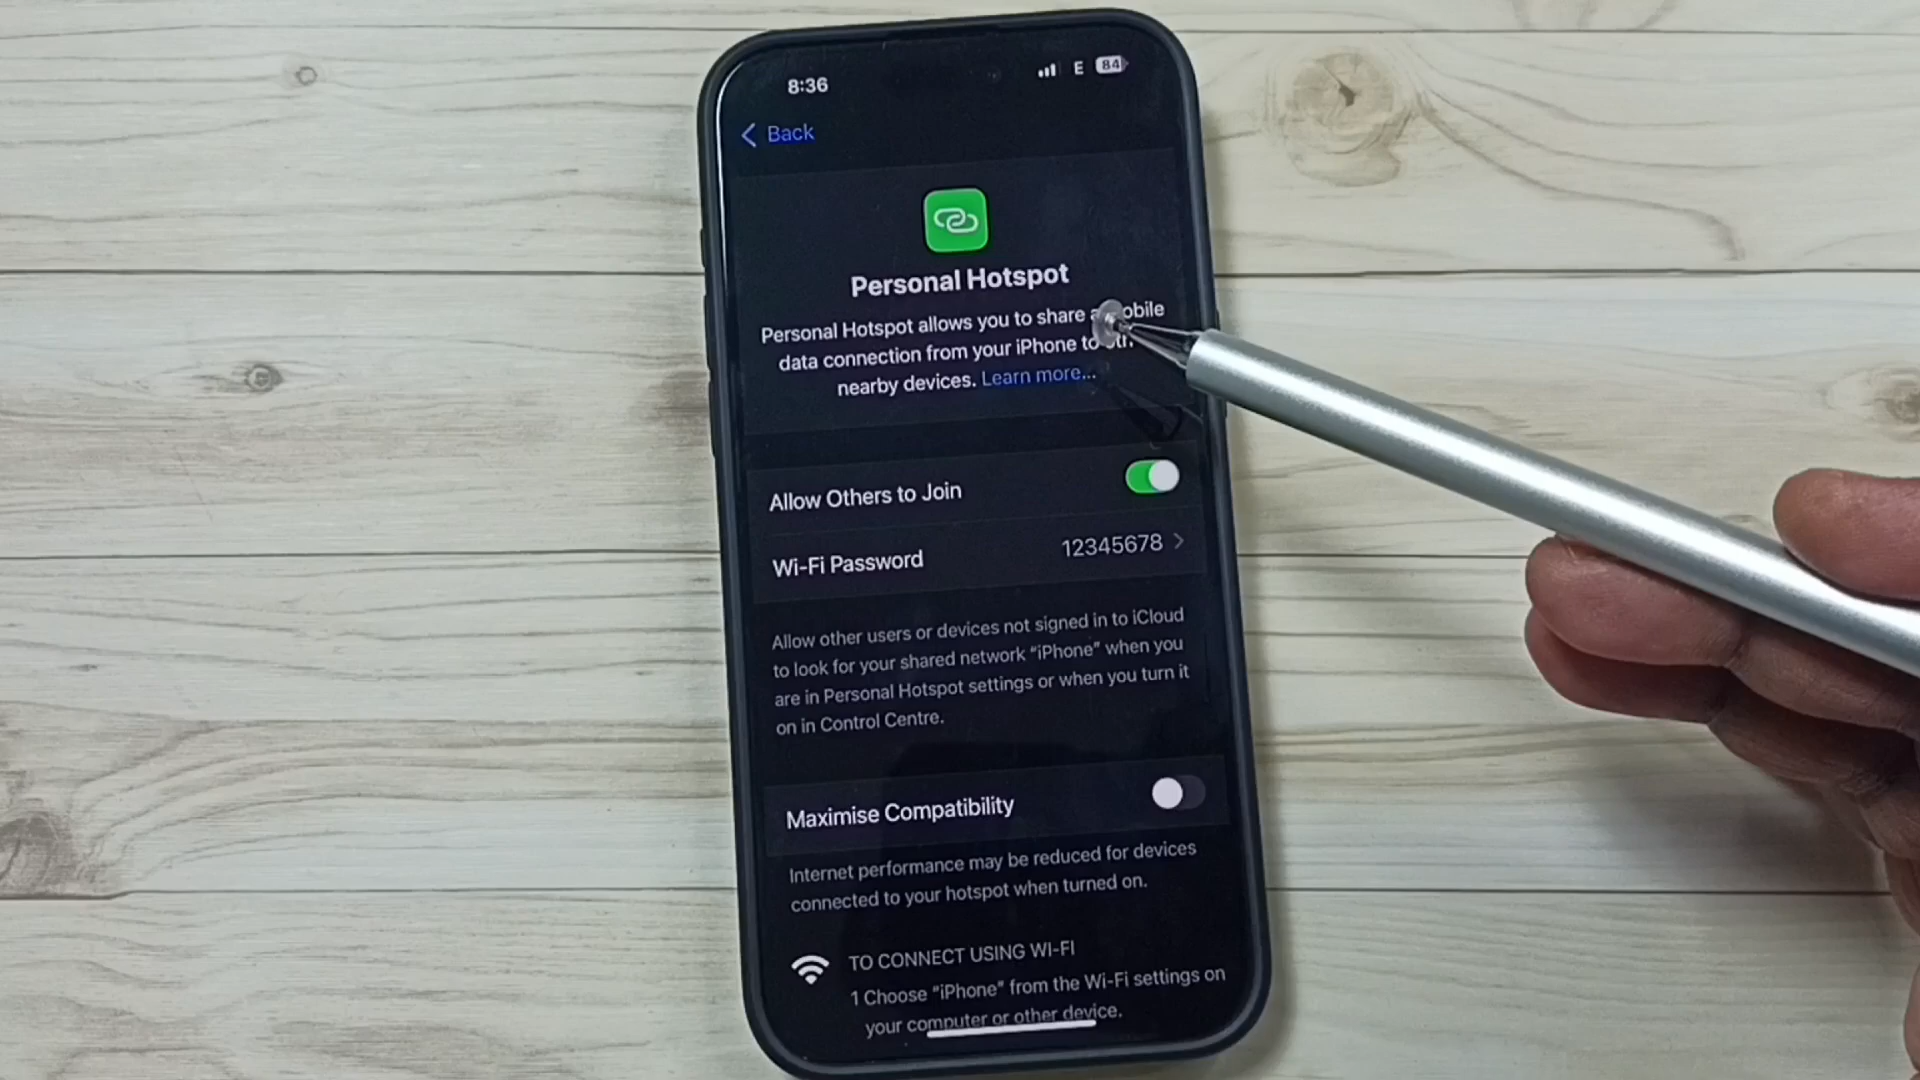 8:36
E 84
Back
Personal Hotspot
Personal Hotspot allows you to share a
data connection from your iPhone to
nearby devices. Learn more...
Allow Others to Join
Wi-Fi Password 12345678
Allow other users or devices not signed in to iCloud
to look for your shared network “iPhone” when you
are in Personal Hotspot settings or when you turn it
on in Control Centre.
Maximise Compatibility
Internet performance may be reduced for devices
connected to your hotspot when turned on.
TO CONNECT USING WI-FI
1 Choose “iPhone” from the Wi-Fi settings on
your computer or other device.